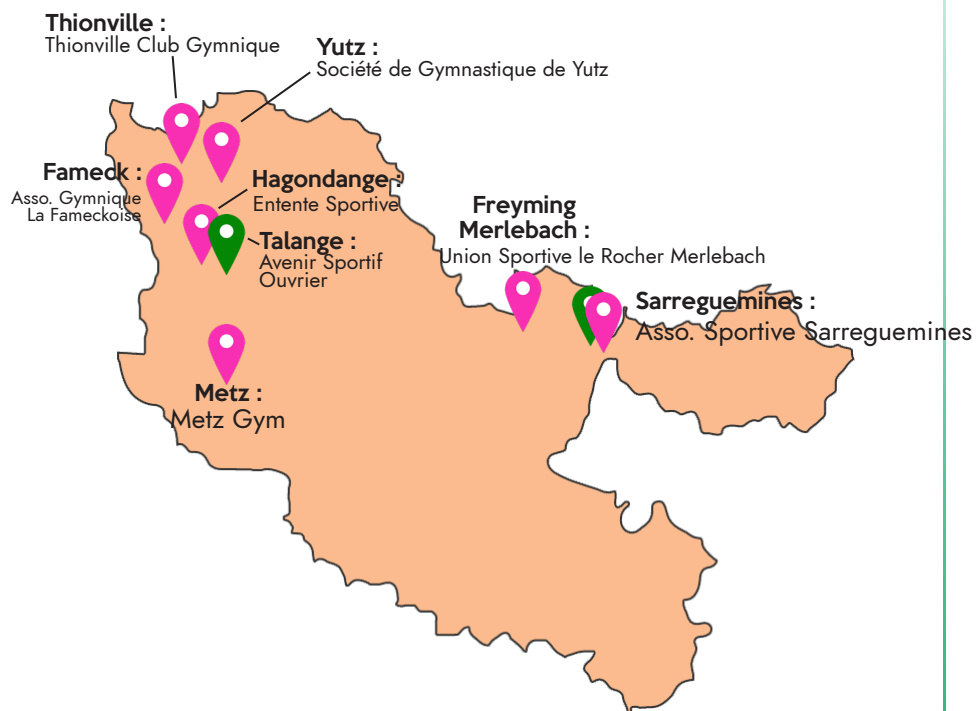 Thionville :
Thionville Club Gymnique
Yutz :
Société de Gymnastique de Yutz
Fameck :
Asso. Gymnique
La Fameckoise
Hagondange :
Entente Sportive
Talange :
Avenir Sportif
Ouvrier
Freyming
Merlebach :
Union Sportive le Rocher Merlebach
Sarreguemines :
Asso. Sportive Sarreguemines
Metz :
Metz Gym